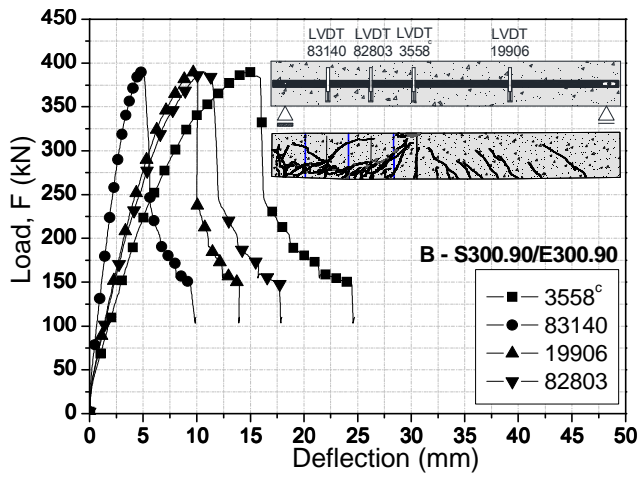 450
400
350
300
250
200
150
100
50
0
Load, F (kN)
LVDT 83140
LVDT 82803
LVDT 3558ᶜ
LVDT 19906
B - S300.90/E300.90
3558ᶜ
83140
19906
82803
0 5 10 15 20 25 30 35 40 45 50
Deflection (mm)